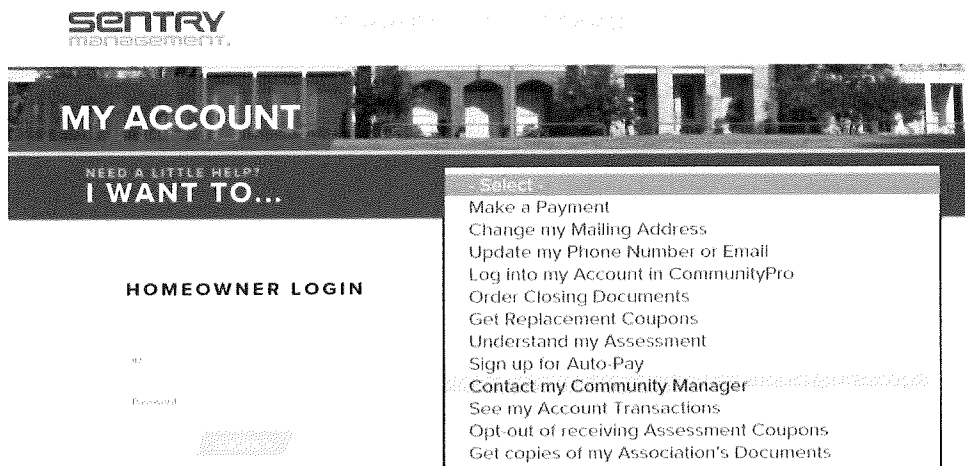 SENTRY
management.
MY ACCOUNT
NEED A LITTLE HELP?
I WANT TO...
- Select -
Make a Payment
Change my Mailing Address
Update my Phone Number or Email
Log into my Account in CommunityPro
HOMEOWNER LOGIN
Order Closing Documents
Get Replacement Coupons
Understand my Assessment
Sign up for Auto-Pay
Contact my Community Manager
Password
See my Account Transactions
Opt-out of receiving Assessment Coupons
Get copies of my Association's Documents